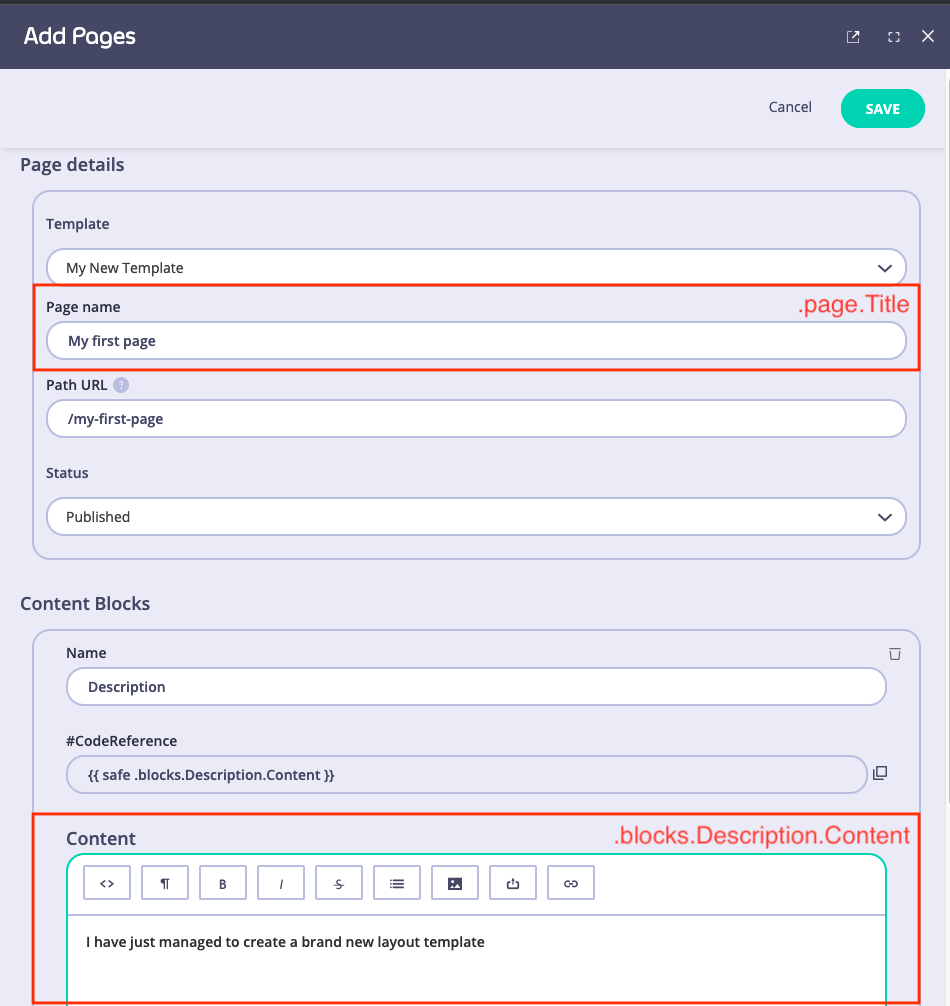 Add Pages
Cancel
SAVE
Page details
Template
My New Template
Page name
.page.Title
My first page
Path URL ?
/my-first-page
Status
Published
Content Blocks
Name
Description
#CodeReference
{{ safe .blocks.Description.Content }}
Content
.blocks.Description.Content
<> ¶ B I S
I have just managed to create a brand new layout template